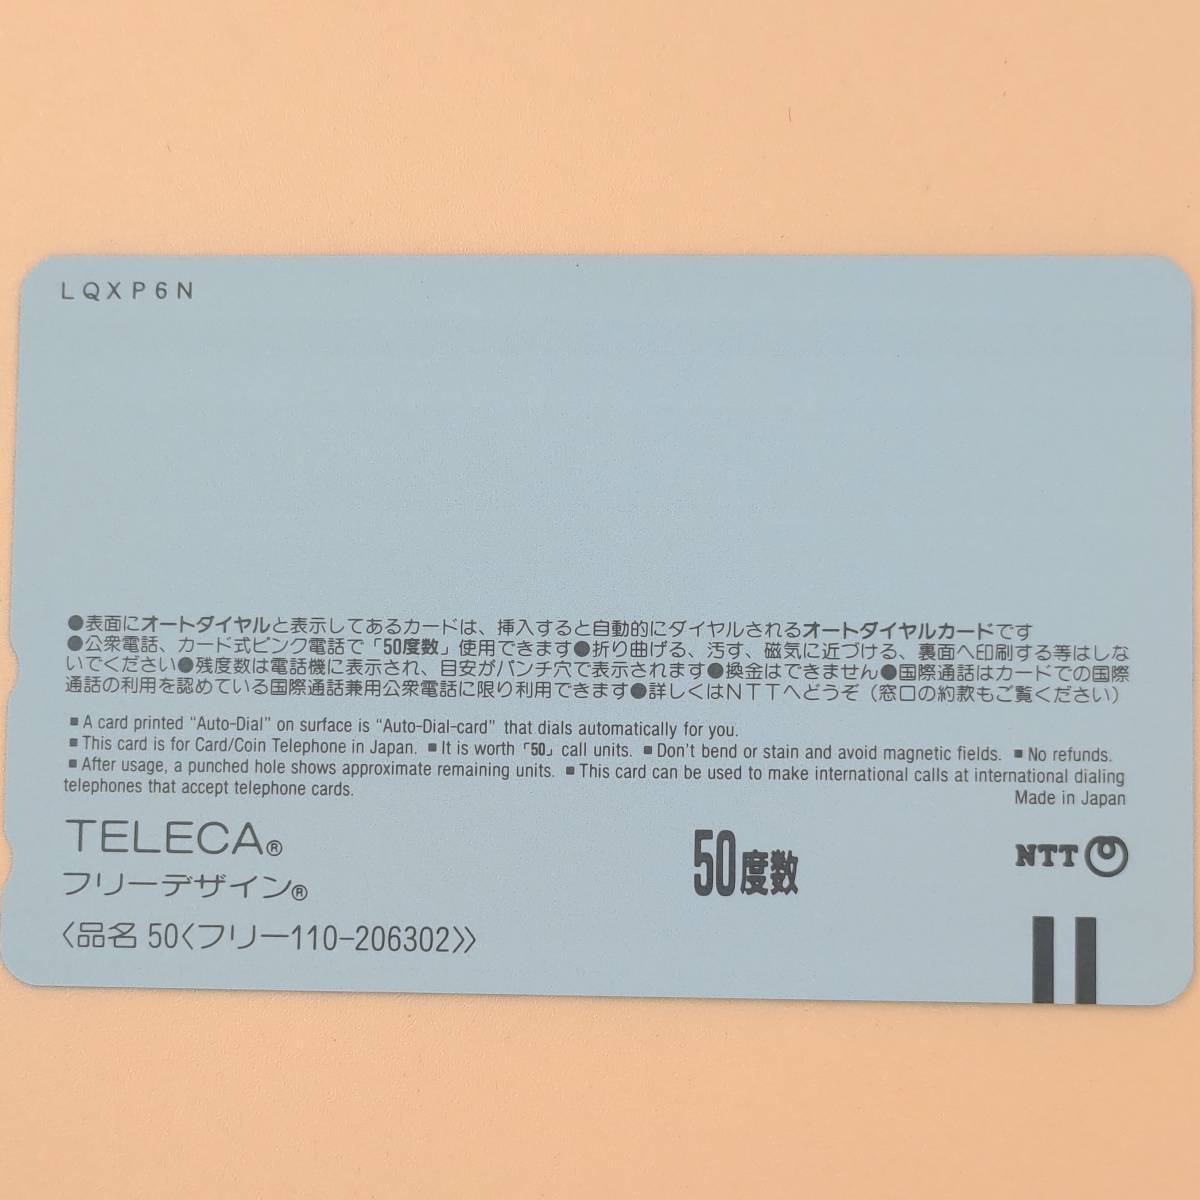 LQXP6N
●表面にオートダイヤルと表示してあるカードは、挿入すると自動的にダイヤルされるオートダイヤルカードです
●公衆電話、カード式ピンク電話で「50度数」使用できます●折り曲げる、汚す、磁気に近づける、裏面へ印刷する等はしな
いでください●残度数は電話機に表示され、目安がパンチ穴で表示されます●換金はできません●国際通話はカードでの国際
通話の利用を認めている国際通話兼用公衆電話に限り利用できます●詳しくはNTTへどうぞ(窓口の約款もご覧ください)
■A card printed “Auto-Dial” on surface is “Auto-Dial-card” that dials automatically for you.
■This card is for Card/Coin Telephone in Japan. ■It is worth「50」call units. ■Don't bend or stain and avoid magnetic fields. ■No refunds.
■After usage, a punched hole shows approximate remaining units. ■This card can be used to make international calls at international dialing
telephones that accept telephone cards.
Made in Japan
TELECA®
フリーデザイン®
〈品名 50〈フリー110-206302〉〉
50度数
NTT